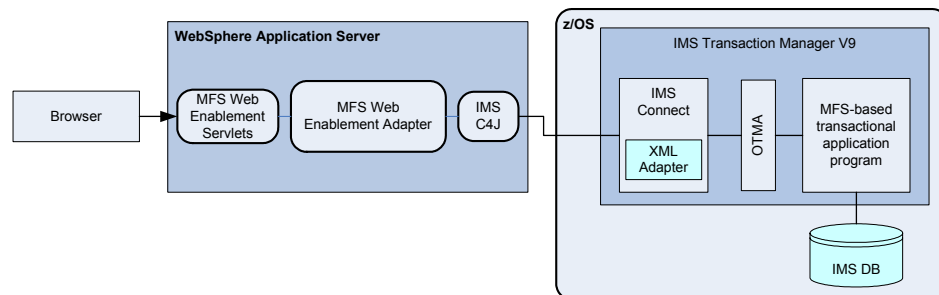 z/OS
WebSphere Application Server
IMS Transaction Manager V9
Browser
MFS Web
Enablement
Servlets
MFS Web
Enablement Adapter
IMS
C4J
IMS
Connect
XML
Adapter
OTMA
MFS-based
transactional
application
program
IMS DB